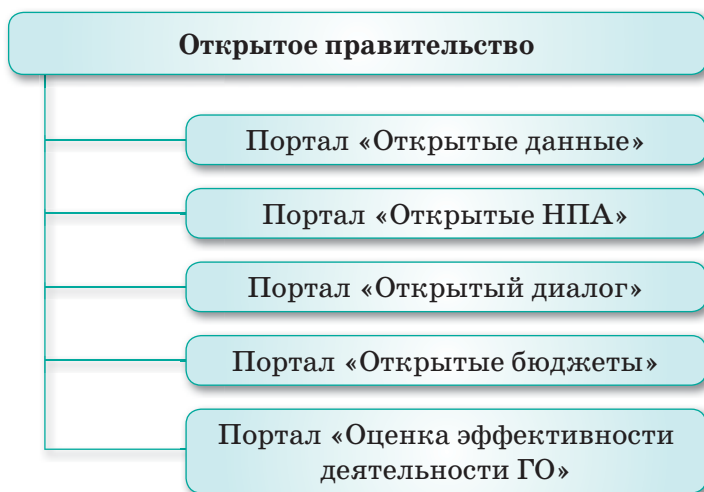 Открытое правительство
Портал «Открытые данные»
Портал «Открытые НПА»
Портал «Открытый диалог»
Портал «Открытые бюджеты»
Портал «Оценка эффективности
деятельности ГО»